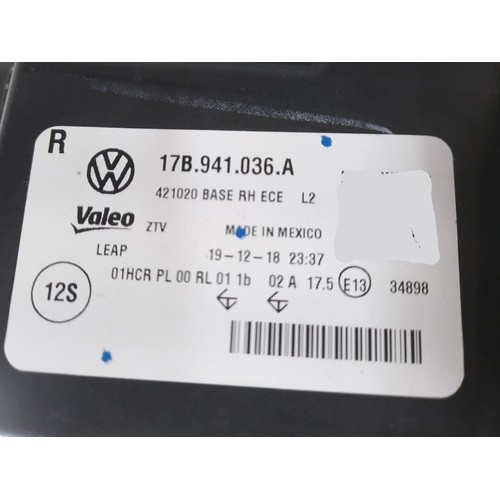 R
17B.941.036.A
421020 BASE RH ECE L2
Valeo ZTV MADE IN MEXICO
LEAP 19-12-18 23:37
01HCR PL 00 RL 01 1b 02 A 17.5 E13 34898
12S